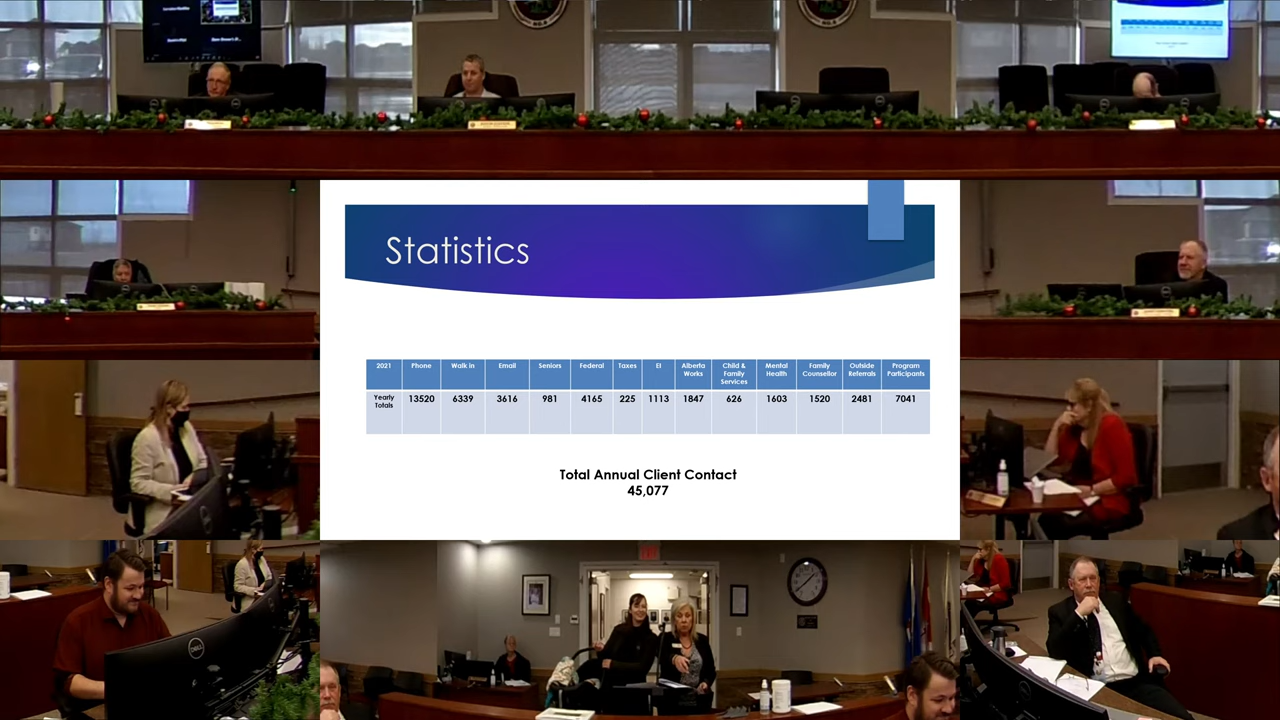 Statistics
2021 Phone Walk in Email Seniors Federal Taxes EI Alberta Works Child & Family Services Mental Health Family Counsellor Outside Referrals Program Participants
Yearly Totals 13520 6339 3616 981 4165 225 1113 1847 626 1603 1520 2481 7041
Total Annual Client Contact
45,077